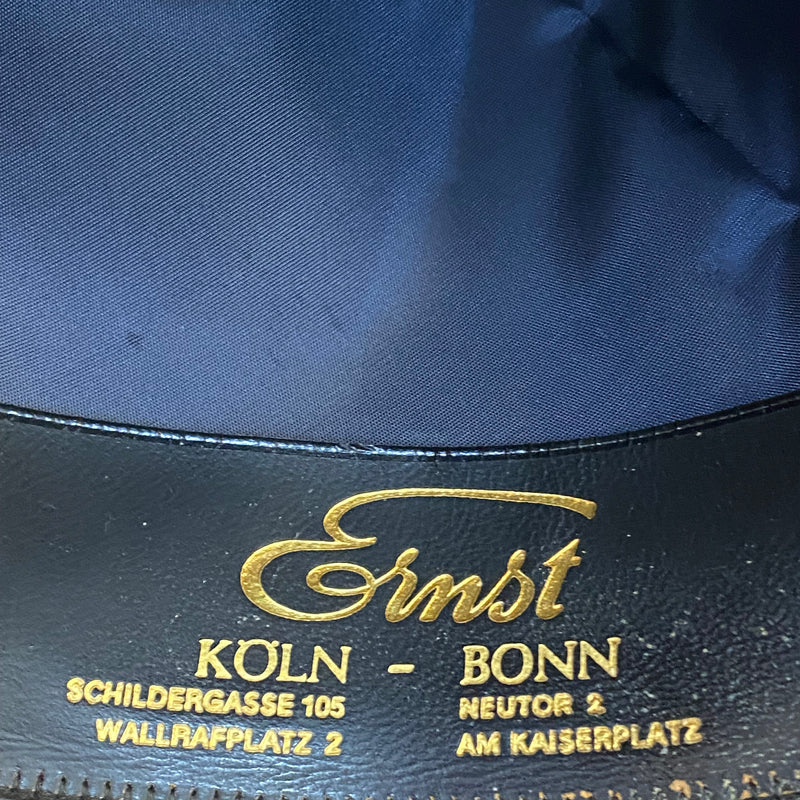 Ernst
KÖLN - BONN
SCHILDERGASSE 105 NEUTOR 2
WALLRAFPLATZ 2 AM KAISERPLATZ